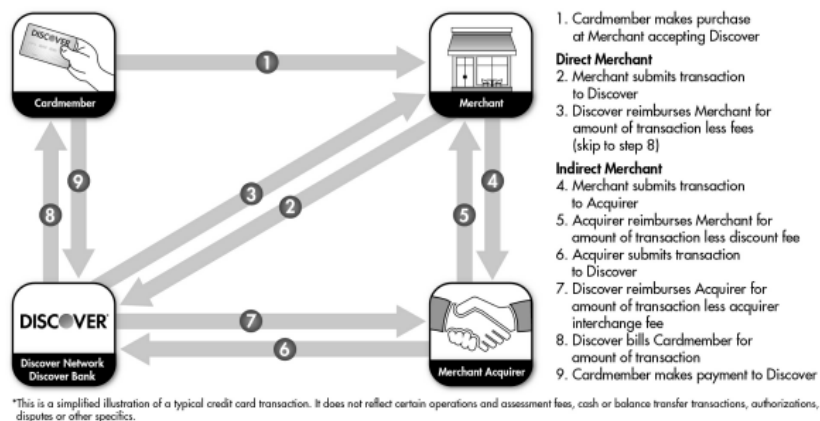 DISCOVER
Cardmember
1
Merchant
9
8
3
2
5
4
DISCOVER
Discover Network
Discover Bank
7
6
Merchant Acquirer
1. Cardmember makes purchase
at Merchant accepting Discover
Direct Merchant
2. Merchant submits transaction
to Discover
3. Discover reimburses Merchant for
amount of transaction less fees
(skip to step 8)
Indirect Merchant
4. Merchant submits transaction
to Acquirer
5. Acquirer reimburses Merchant for
amount of transaction less discount fee
6. Acquirer submits transaction
to Discover
7. Discover reimburses Acquirer for
amount of transaction less acquirer
interchange fee
8. Discover bills Cardmember for
amount of transaction
9. Cardmember makes payment to Discover
*This is a simplified illustration of a typical credit card transaction. It does not reflect certain operations and assessment fees, cash or balance transfer transactions, authorizations,
disputes or other specifics.